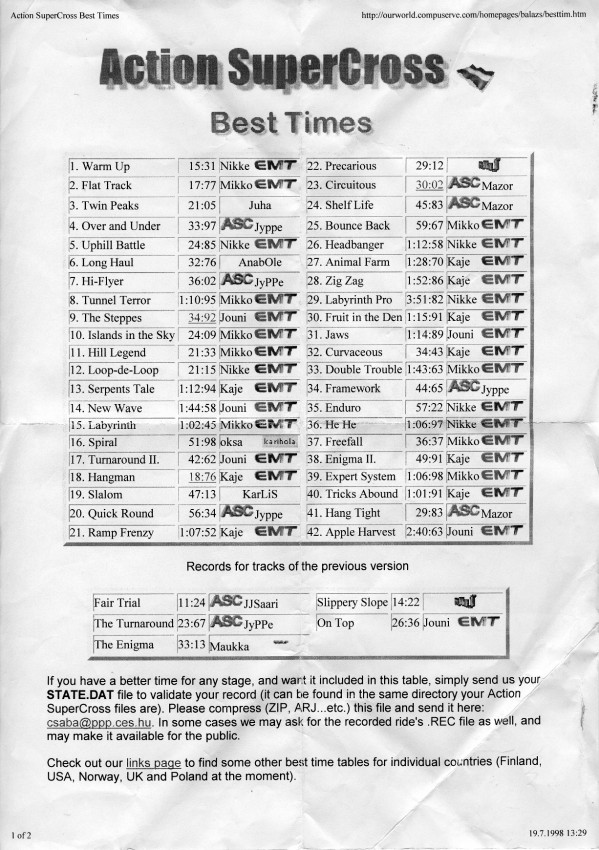 Action SuperCross Best Times http://ourworld.compuserve.com/homepages/balazs/besttim.htm
Action SuperCross
Best Times
1. Warm Up 15:31 Nikke EMT 22. Precarious 29:12
2. Flat Track 17:77 Mikko EMT 23. Circuitous 30:02 ASC Mazor
3. Twin Peaks 21:05 Juha 24. Shelf Life 45:83 ASC Mazor
4. Over and Under 33:97 ASC Jyppe 25. Bounce Back 59:67 Mikko EMT
5. Uphill Battle 24:85 Nikke EMT 26. Headbanger 1:12:58 Nikke EMT
6. Long Haul 32:76 AnabOle 27. Animal Farm 1:28:70 Kaje EMT
7. Hi-Flyer 36:02 ASC JyPPe 28. Zig Zag 1:52:86 Kaje EMT
8. Tunnel Terror 1:10:95 Mikko EMT 29. Labyrinth Pro 3:51:82 Nikke EMT
9. The Steppes 34:92 Jouni EMT 30. Fruit in the Den 1:15:91 Kaje EMT
10. Islands in the Sky 24:09 Mikko EMT 31. Jaws 1:14:89 Jouni EMT
11. Hill Legend 21:33 Mikko EMT 32. Curvaceous 34:43 Kaje EMT
12. Loop-de-Loop 21:15 Nikke EMT 33. Double Trouble 1:43:63 Mikko EMT
13. Serpents Tale 1:12:94 Kaje EMT 34. Framework 44:65 ASC Jyppe
14. New Wave 1:44:58 Jouni EMT 35. Enduro 57:22 Nikke EMT
15. Labyrinth 1:02:45 Mikko EMT 36. He He 1:06:97 Nikke EMT
16. Spiral 51:98 oksa karihola 37. Freefall 36:37 Mikko EMT
17. Turnaround II. 42:62 Jouni EMT 38. Enigma II. 49:91 Kaje EMT
18. Hangman 18:76 Kaje EMT 39. Expert System 1:06:98 Mikko EMT
19. Slalom 47:13 KarLiS 40. Tricks Abound 1:01:91 Kaje EMT
20. Quick Round 56:34 ASC Jyppe 41. Hang Tight 29:83 ASC Mazor
21. Ramp Frenzy 1:07:52 Kaje EMT 42. Apple Harvest 2:40:63 Jouni EMT
Records for tracks of the previous version
Fair Trial 11:24 ASC JJSaari Slippery Slope 14:22
The Turnaround 23:67 ASC JyPPe On Top 26:36 Jouni EMT
The Enigma 33:13 Maukka
If you have a better time for any stage, and want it included in this table, simply send us your
STATE.DAT file to validate your record (it can be found in the same directory your Action
SuperCross files are). Please compress (ZIP, ARJ...etc.) this file and send it here:
csaba@ppp.ces.hu. In some cases we may ask for the recorded ride's .REC file as well, and
may make it available for the public.
Check out our links page to find some other best time tables for individual countries (Finland,
USA, Norway, UK and Poland at the moment).
1 of 2 19.7.1998 13:29